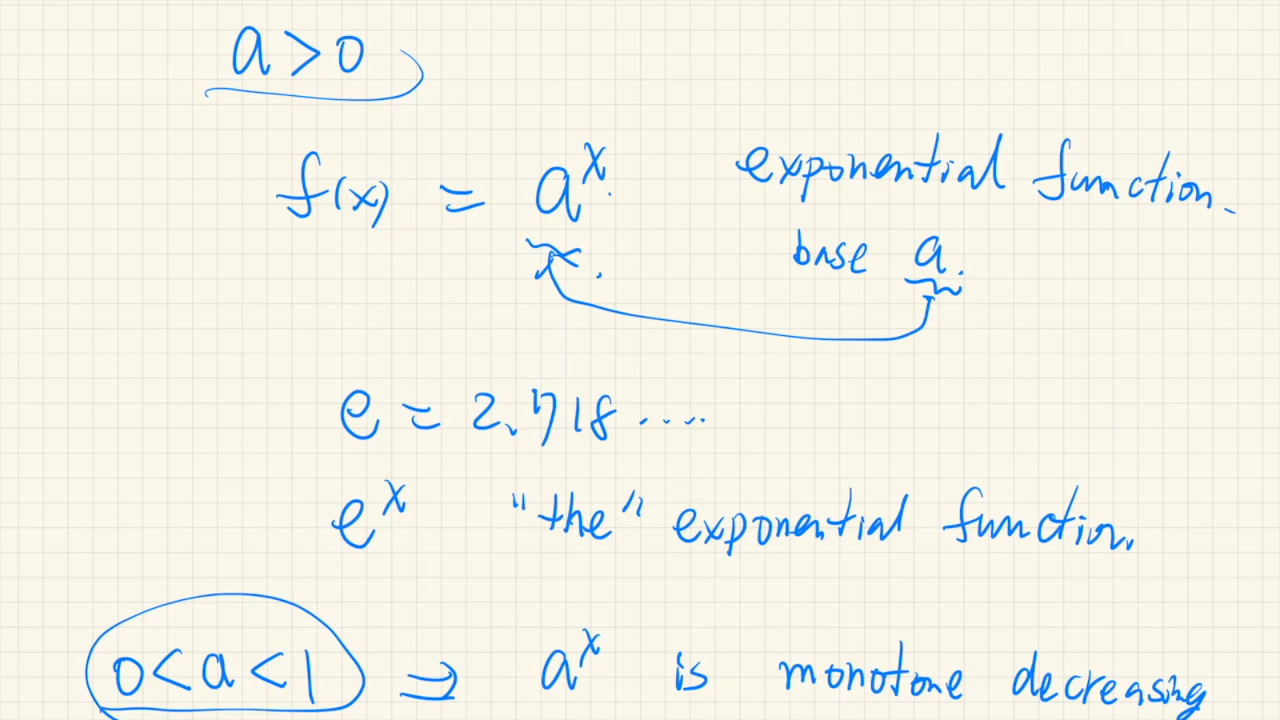 a > 0
f(x) = a^x. exponential function.
base a.
e = 2.718 ....
e^x "the" exponential function.
0 < a < 1 ⇒ a^x is monotone decreasing